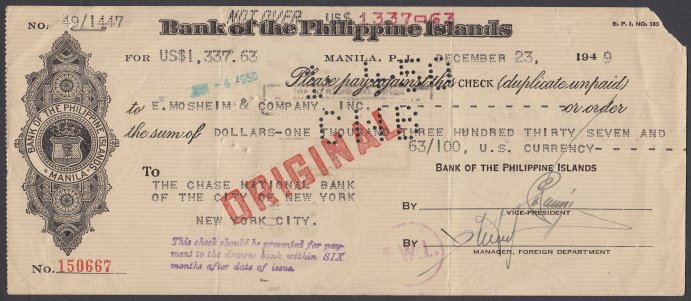 NOT OVER US$ 1337 63
NO. 49/1447
Bank of the Philippine Islands
B. P. I. NO. 565
FOR US$1,337.63 MANILA, P. I. DECEMBER 23, 1949
JAN -4 1950
Please pay against this CHECK (duplicate unpaid)
to E. MOSHEIM & COMPANY, INC. or order
the sum of DOLLARS-ONE THOUSAND THREE HUNDRED THIRTY SEVEN AND
63/100, U.S. CURRENCY
CNB
ORIGINAL
BANK OF THE PHILIPPINE ISLANDS
MANILA
To
THE CHASE NATIONAL BANK
OF THE CITY OF NEW YORK
NEW YORK CITY.
BANK OF THE PHILIPPINE ISLANDS
By
VICE-PRESIDENT
By
MANAGER, FOREIGN DEPARTMENT
This check should be presented for pay-
ment to the drawee bank within SIX
months after date of issue.
No. 150667